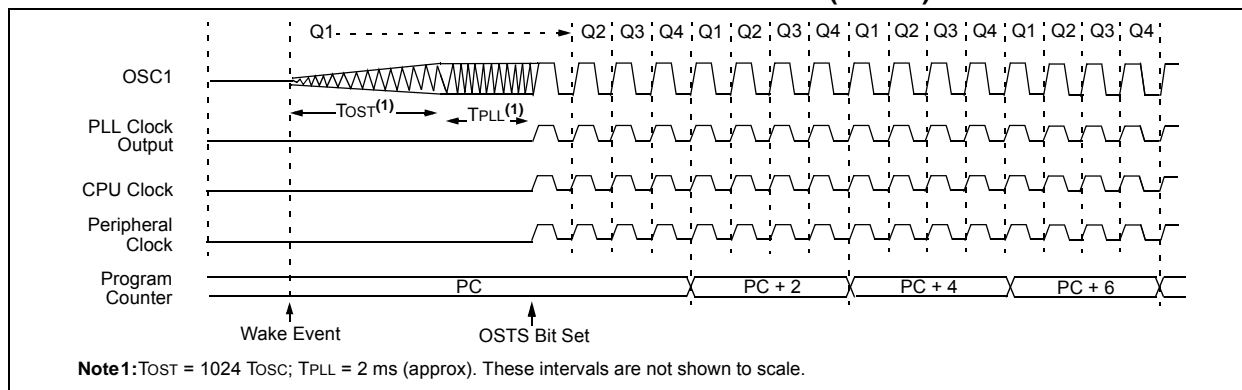 Q1 Q2 Q3 Q4 Q1 Q2 Q3 Q4 Q1 Q2 Q3 Q4 Q1 Q2 Q3 Q4
OSC1
TOST(1)
TPLL(1)
PLL Clock
Output
CPU Clock
Peripheral
Clock
Program
Counter
PC PC + 2 PC + 4 PC + 6
Wake Event
OSTS Bit Set
Note1:TOST = 1024 TOSC; TPLL = 2 ms (approx). These intervals are not shown to scale.